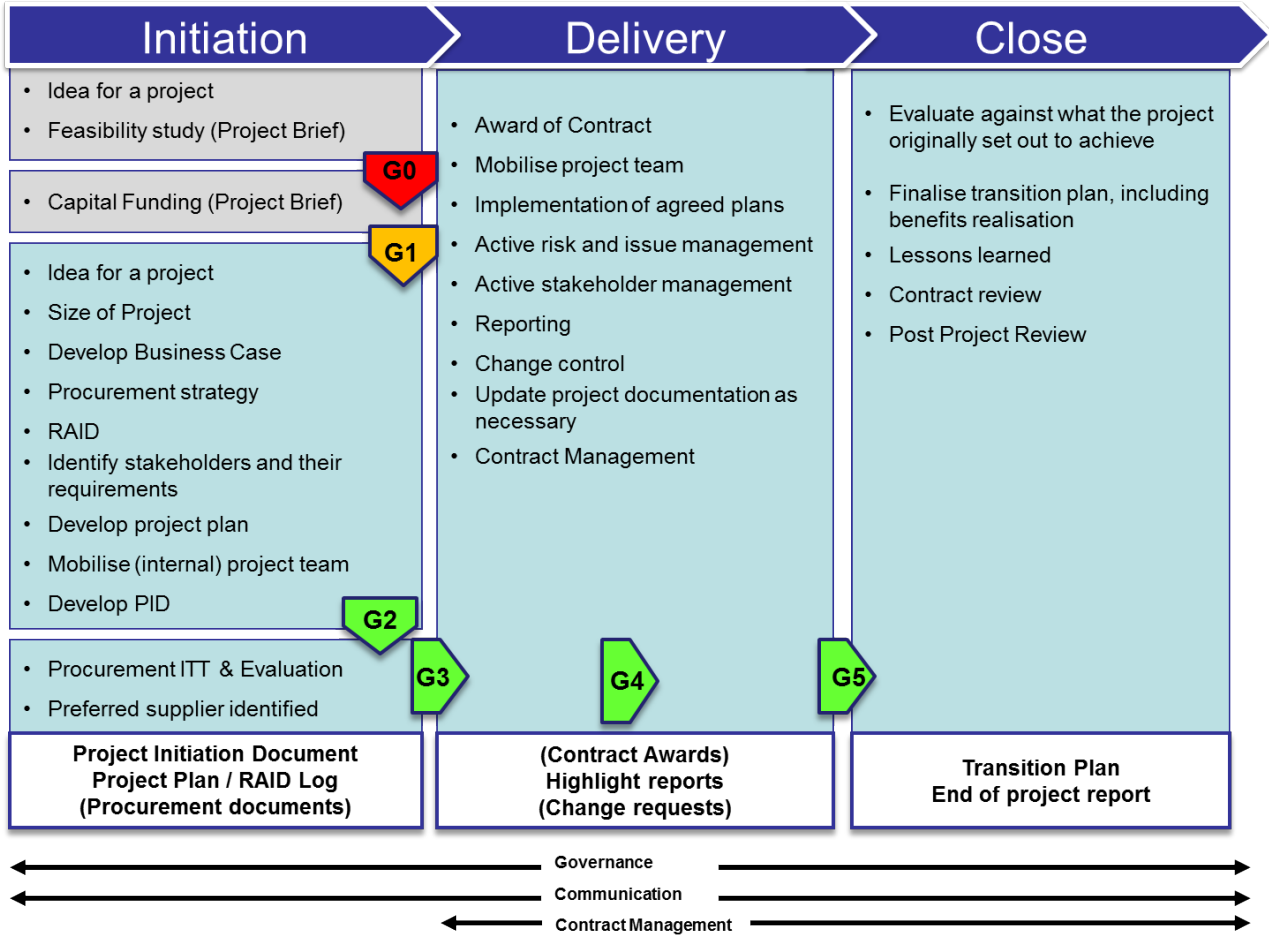 Initiation
Delivery
Close
• Idea for a project
• Feasibility study (Project Brief)
G0
• Capital Funding (Project Brief)
G1
• Idea for a project
• Size of Project
• Develop Business Case
• Procurement strategy
• RAID
• Identify stakeholders and their
requirements
• Develop project plan
• Mobilise (internal) project team
• Develop PID
G2
• Procurement ITT & Evaluation
• Preferred supplier identified
G3
Project Initiation Document
Project Plan / RAID Log
(Procurement documents)
• Award of Contract
• Mobilise project team
• Implementation of agreed plans
• Active risk and issue management
• Active stakeholder management
• Reporting
• Change control
• Update project documentation as
necessary
• Contract Management
G4
G5
(Contract Awards)
Highlight reports
(Change requests)
• Evaluate against what the project
originally set out to achieve
• Finalise transition plan, including
benefits realisation
• Lessons learned
• Contract review
• Post Project Review
Transition Plan
End of project report
Governance
Communication
Contract Management